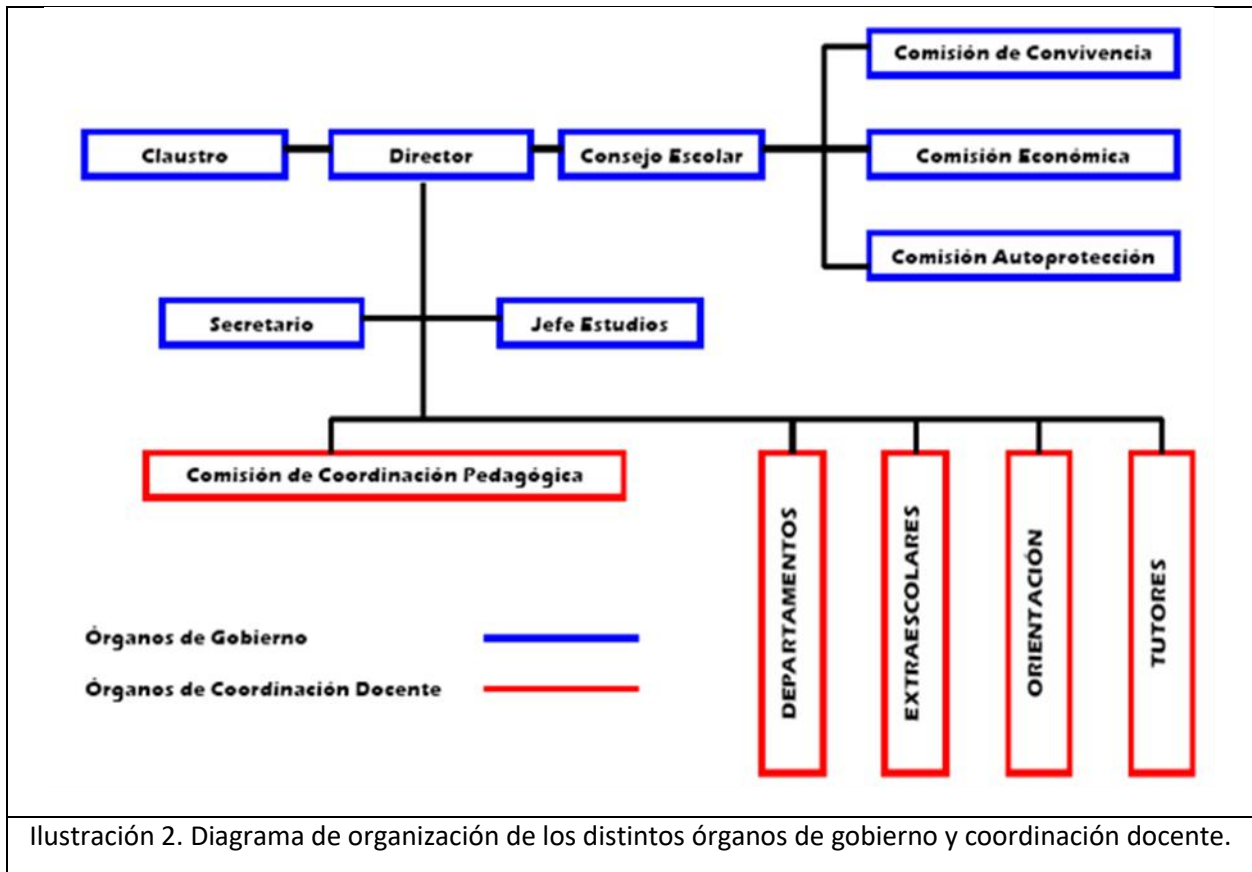 Comisión de Convivencia
Claustro
Director
Consejo Escolar
Comisión Económica
Comisión Autoprotección
Secretario
Jefe Estudios
Comisión de Coordinación Pedagógica
DEPARTAMENTOS
EXTRAESCOLARES
ORIENTACIÓN
TUTORES
Órganos de Gobierno
Órganos de Coordinación Docente
Ilustración 2. Diagrama de organización de los distintos órganos de gobierno y coordinación docente.